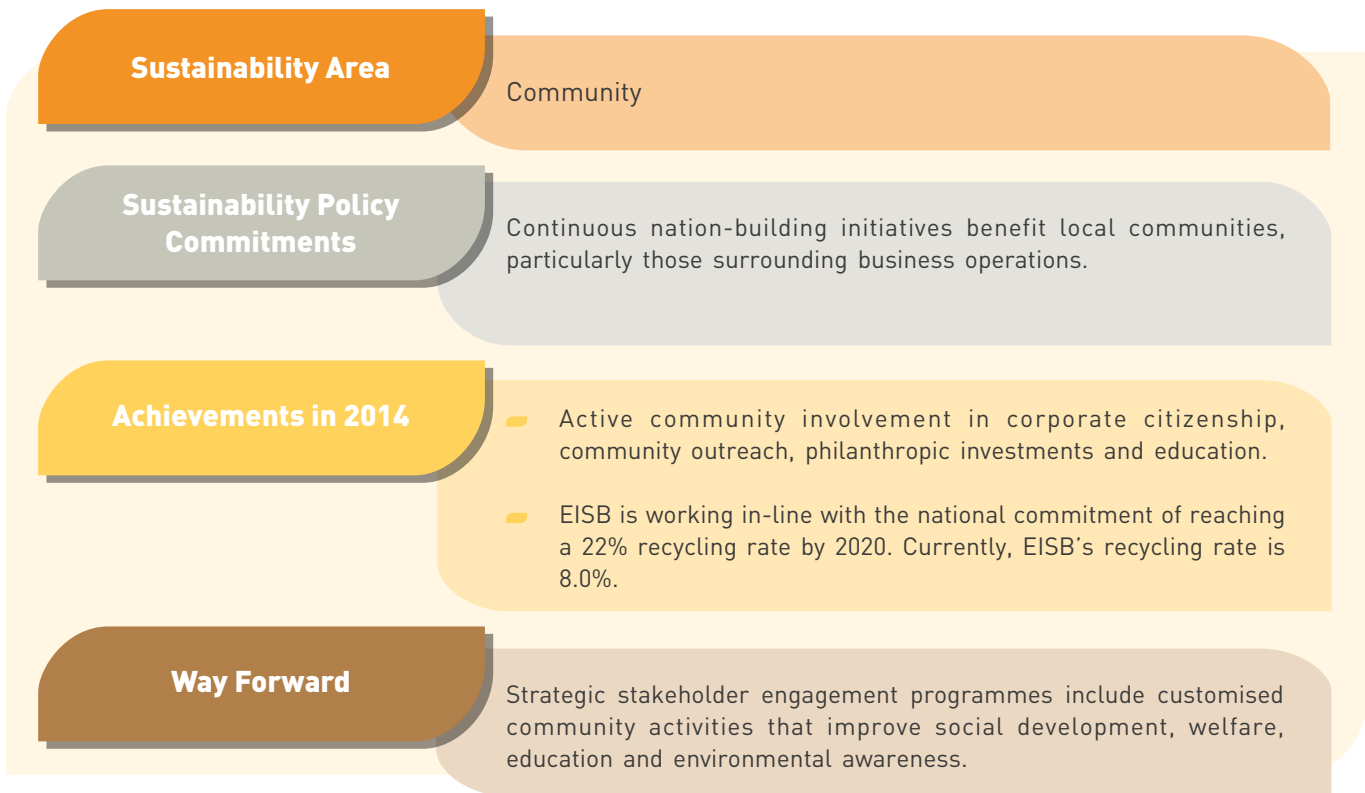 Sustainability Area
Community
Sustainability Policy
Commitments
Continuous nation-building initiatives benefit local communities,
particularly those surrounding business operations.
Achievements in 2014
Active community involvement in corporate citizenship,
community outreach, philanthropic investments and education.
EISB is working in-line with the national commitment of reaching
a 22% recycling rate by 2020. Currently, EISB’s recycling rate is
8.0%.
Way Forward
Strategic stakeholder engagement programmes include customised
community activities that improve social development, welfare,
education and environmental awareness.